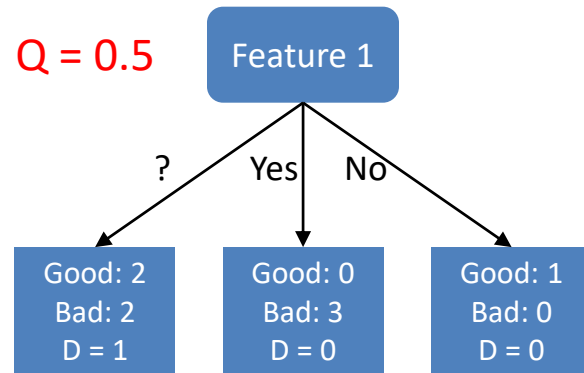 Q = 0.5
Feature 1
?
Yes
No
Good: 2
Bad: 2
D = 1
Good: 0
Bad: 3
D = 0
Good: 1
Bad: 0
D = 0